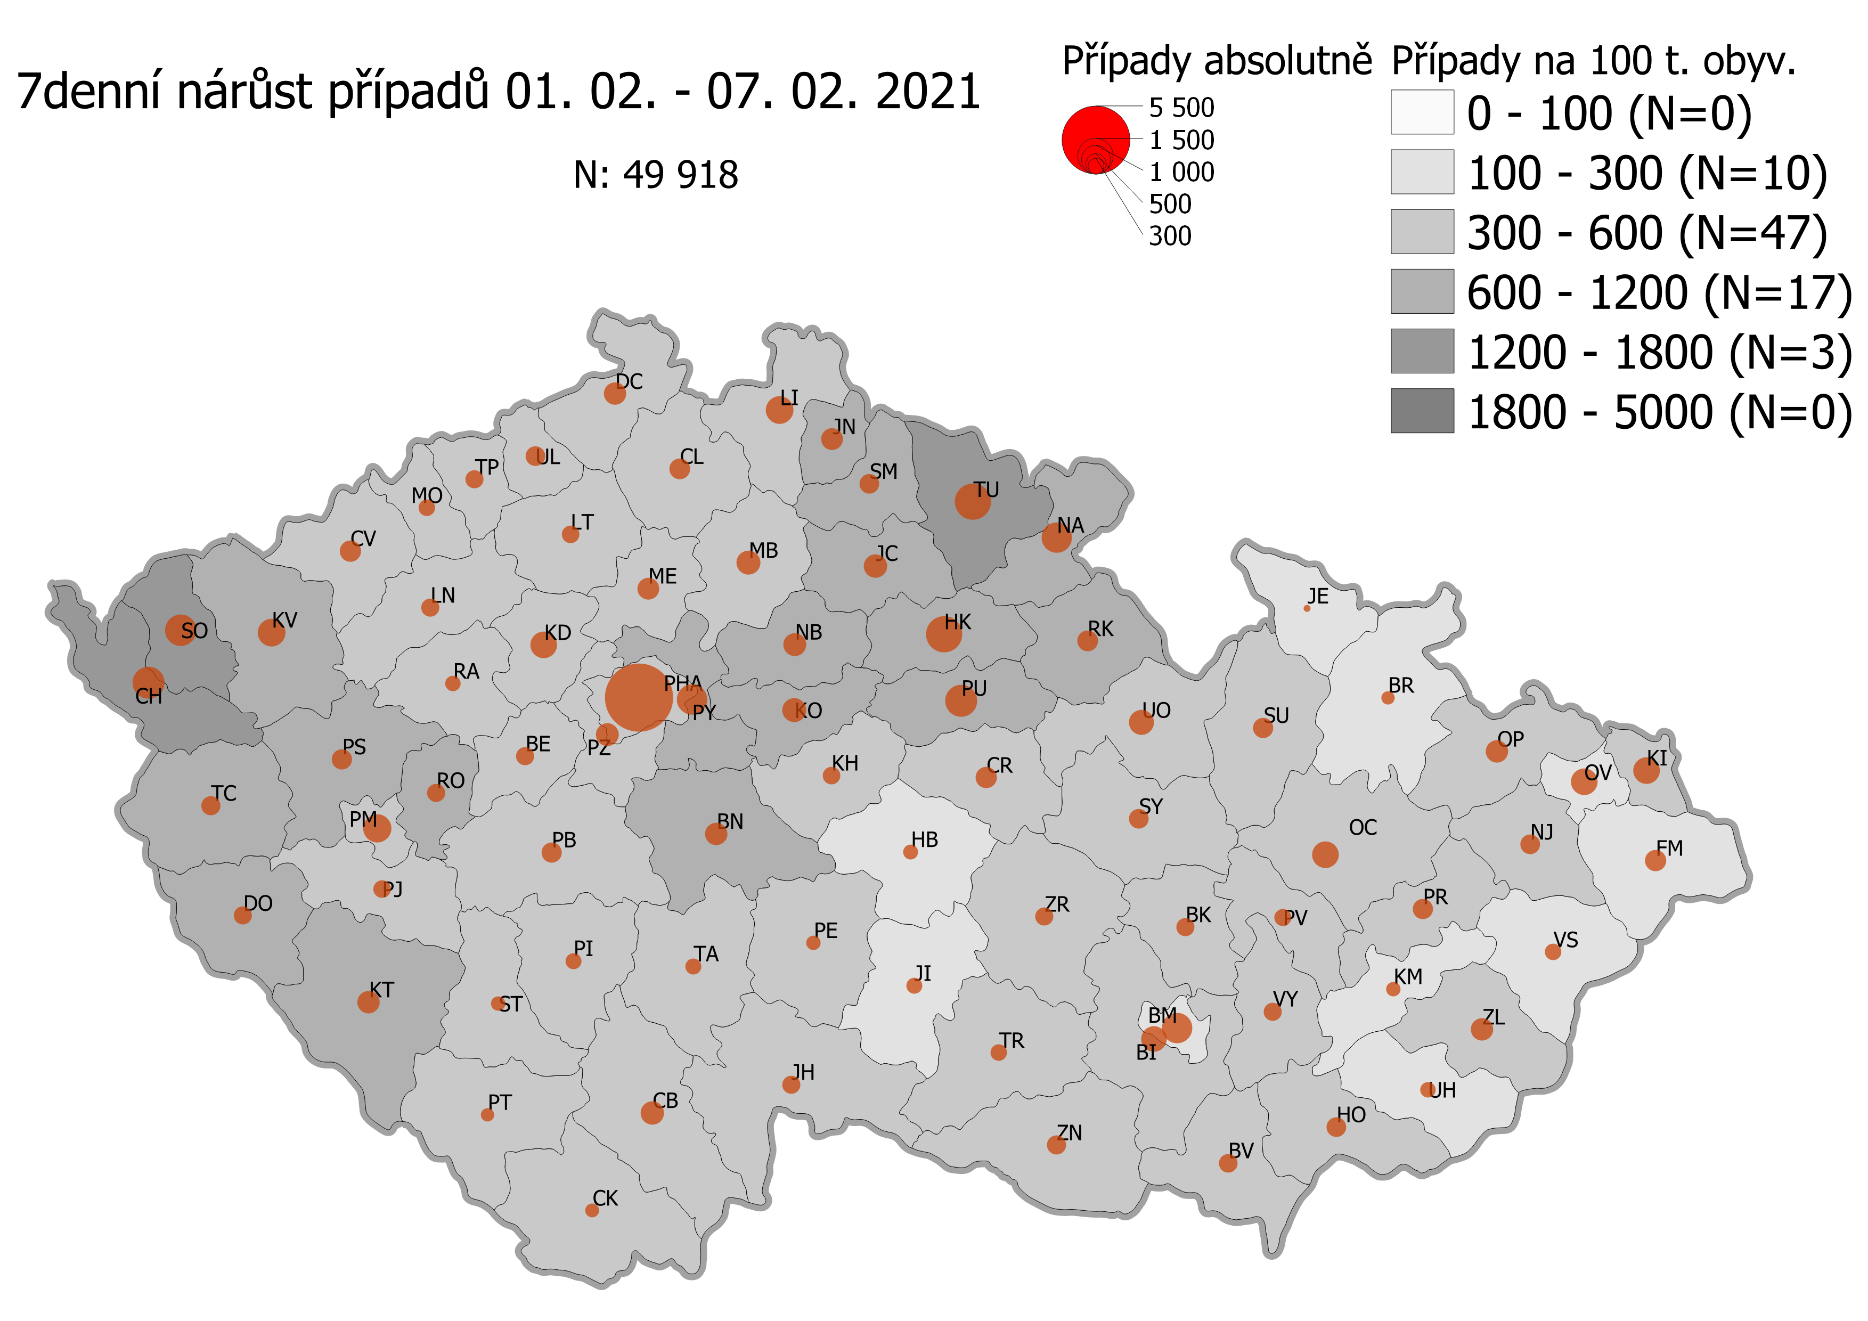 7denní nárůst případů 01. 02. - 07. 02. 2021
N: 49 918
Případy absolutně
5 500
1 500
1 000
500
300
Případy na 100 t. obyv.
0 - 100 (N=0)
100 - 300 (N=10)
300 - 600 (N=47)
600 - 1200 (N=17)
1200 - 1800 (N=3)
1800 - 5000 (N=0)
DC
LI
JN
UL
TP
CL
SM
MO
TU
LT
NA
CV
MB
JC
ME
LN
JE
SO
KV
KD
NB
HK
RK
RA
PHA
CH
PY
KO
PU
UO
SU
BR
PS
PZ
BE
KH
CR
OP
KI
OV
TC
RO
PM
PB
BN
HB
SY
OC
NJ
FM
DO
PJ
PI
TA
PE
ZR
BK
PV
PR
VS
KT
ST
JI
VY
KM
BM
BI
ZL
TR
JH
PT
CB
UH
HO
ZN
BV
CK